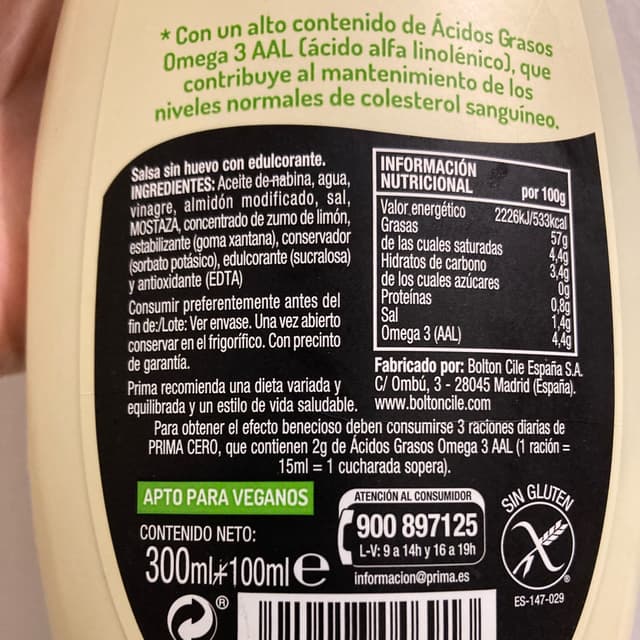 * Con un alto contenido de Ácidos Grasos
Omega 3 AAL (ácido alfa linolénico), que
contribuye al mantenimiento de los
niveles normales de colesterol sanguíneo.
Salsa sin huevo con edulcorante.
INGREDIENTES: Aceite de nabina, agua,
vinagre, almidón modificado, sal,
MOSTAZA, concentrado de zumo de limón,
estabilizante (goma xantana), conservador
(sorbato potásico), edulcorante (sucralosa)
y antioxidante (EDTA)
Consumir preferentemente antes del
fin de:/Lote: Ver envase. Una vez abierto
conservar en el frigorífico. Con precinto
de garantía.
Prima recomienda una dieta variada y
equilibrada y un estilo de vida saludable.
INFORMACIÓN
NUTRICIONAL por 100g
Valor energético 2226kJ/533kcal
Grasas 57g
de las cuales saturadas 4,4g
Hidratos de carbono 3,4g
de los cuales azúcares 0g
Proteínas 0,8g
Sal 1,4g
Omega 3 (AAL) 4,4g
Fabricado por: Bolton Cile España S.A.
C/ Ombú, 3 - 28045 Madrid (España).
www.boltoncile.com
Para obtener el efecto benecioso deben consumirse 3 raciones diarias de
PRIMA CERO, que contienen 2g de Ácidos Grasos Omega 3 AAL (1 ración =
15ml = 1 cucharada sopera).
APTO PARA VEGANOS
CONTENIDO NETO:
300ml+100ml e
ATENCIÓN AL CONSUMIDOR
900 897125
L-V: 9 a 14h y 16 a 19h
informacion@prima.es
SIN GLUTEN
®
ES-147-029
®